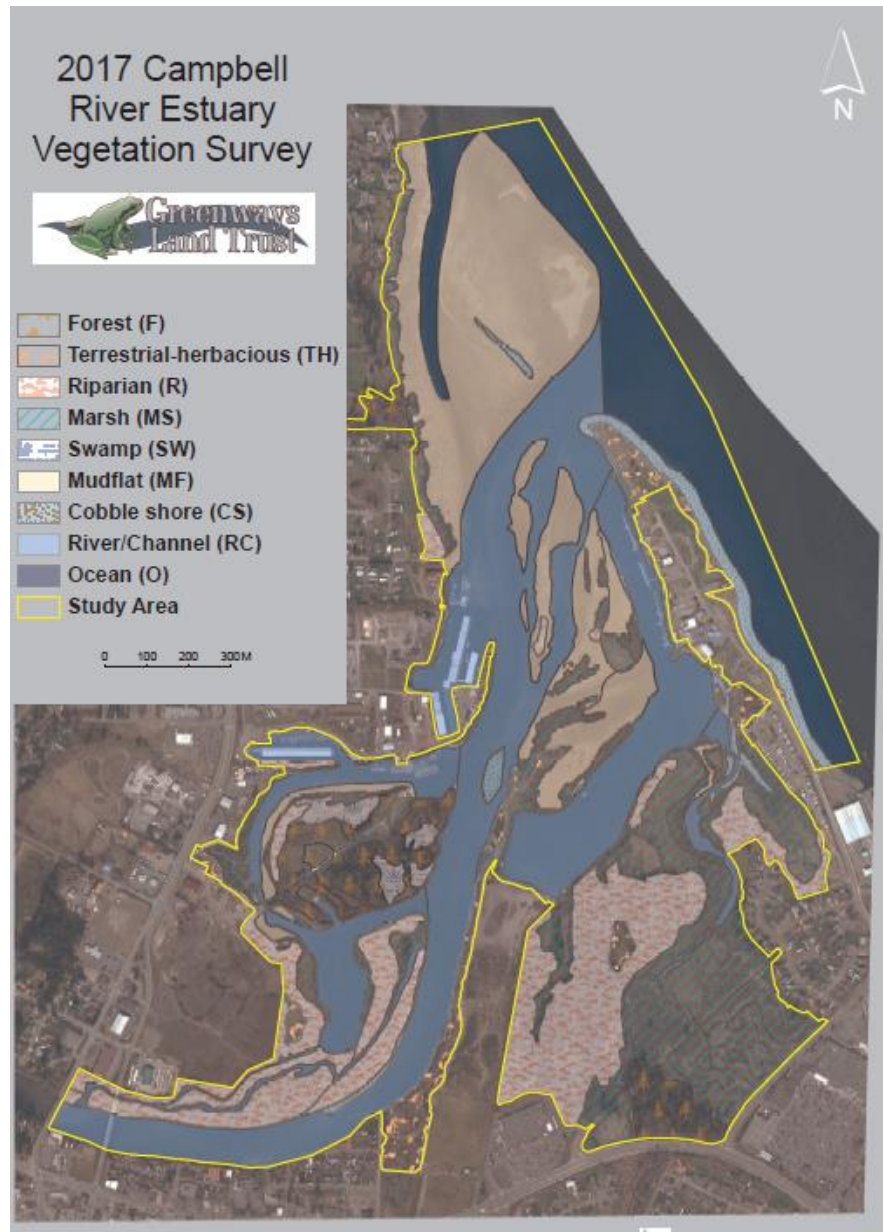 2017 Campbell
River Estuary
Vegetation Survey
N
Greenways
Land Trust
Forest (F)
Terrestrial-herbacious (TH)
Riparian (R)
Marsh (MS)
Swamp (SW)
Mudflat (MF)
Cobble shore (CS)
River/Channel (RC)
Ocean (O)
Study Area
0 100 200 300M